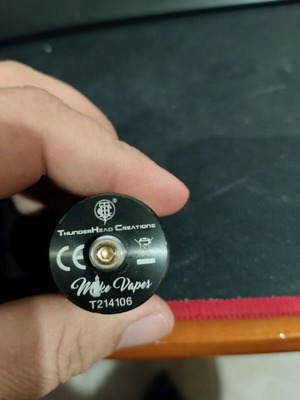 THUNDERHEAD CREATIONS
CE
Mike Vapes
T214106